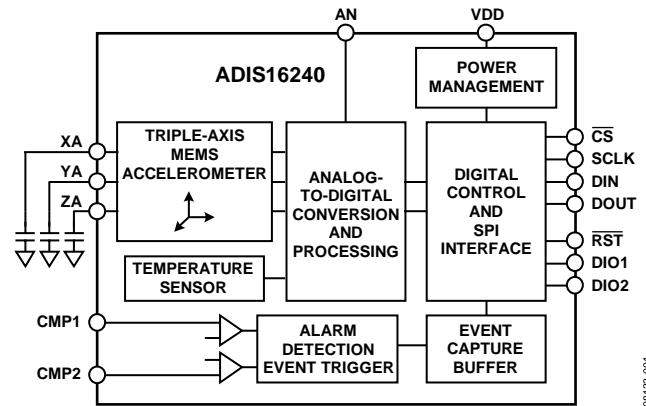 AN
VDD
ADIS16240
POWER
MANAGEMENT
XA
YA
ZA
TRIPLE-AXIS
MEMS
ACCELEROMETER
ANALOG-
TO-DIGITAL
CONVERSION
AND
PROCESSING
DIGITAL
CONTROL
AND
SPI
INTERFACE
CS
SCLK
DIN
DOUT
RST
DIO1
DIO2
TEMPERATURE
SENSOR
CMP1
CMP2
ALARM
DETECTION
EVENT TRIGGER
EVENT
CAPTURE
BUFFER